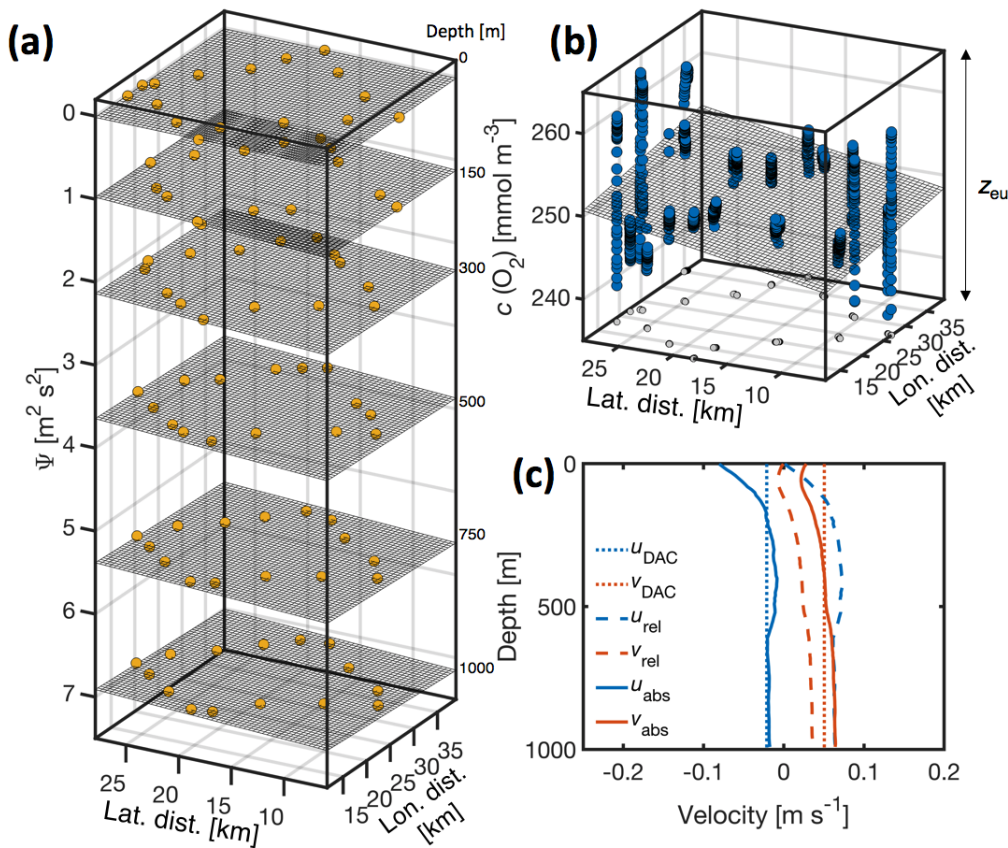 (a)
Depth [m]
0
150
300
500
750
1000
0
1
2
3
4
5
6
7
Ψ [m² s²]
25
20
15
10
Lat. dist. [km]
15
20
25
30
35
Lon. dist.
[km]
(b)
260
250
240
c (O₂) [mmol m⁻³]
z_eu
25
20
15
10
Lat. dist. [km]
15
20
25
30
35
Lon. dist.
[km]
(c)
0
500
1000
Depth [m]
u_DAC
v_DAC
u_rel
v_rel
u_abs
v_abs
-0.2
-0.1
0
0.1
0.2
Velocity [m s⁻¹]